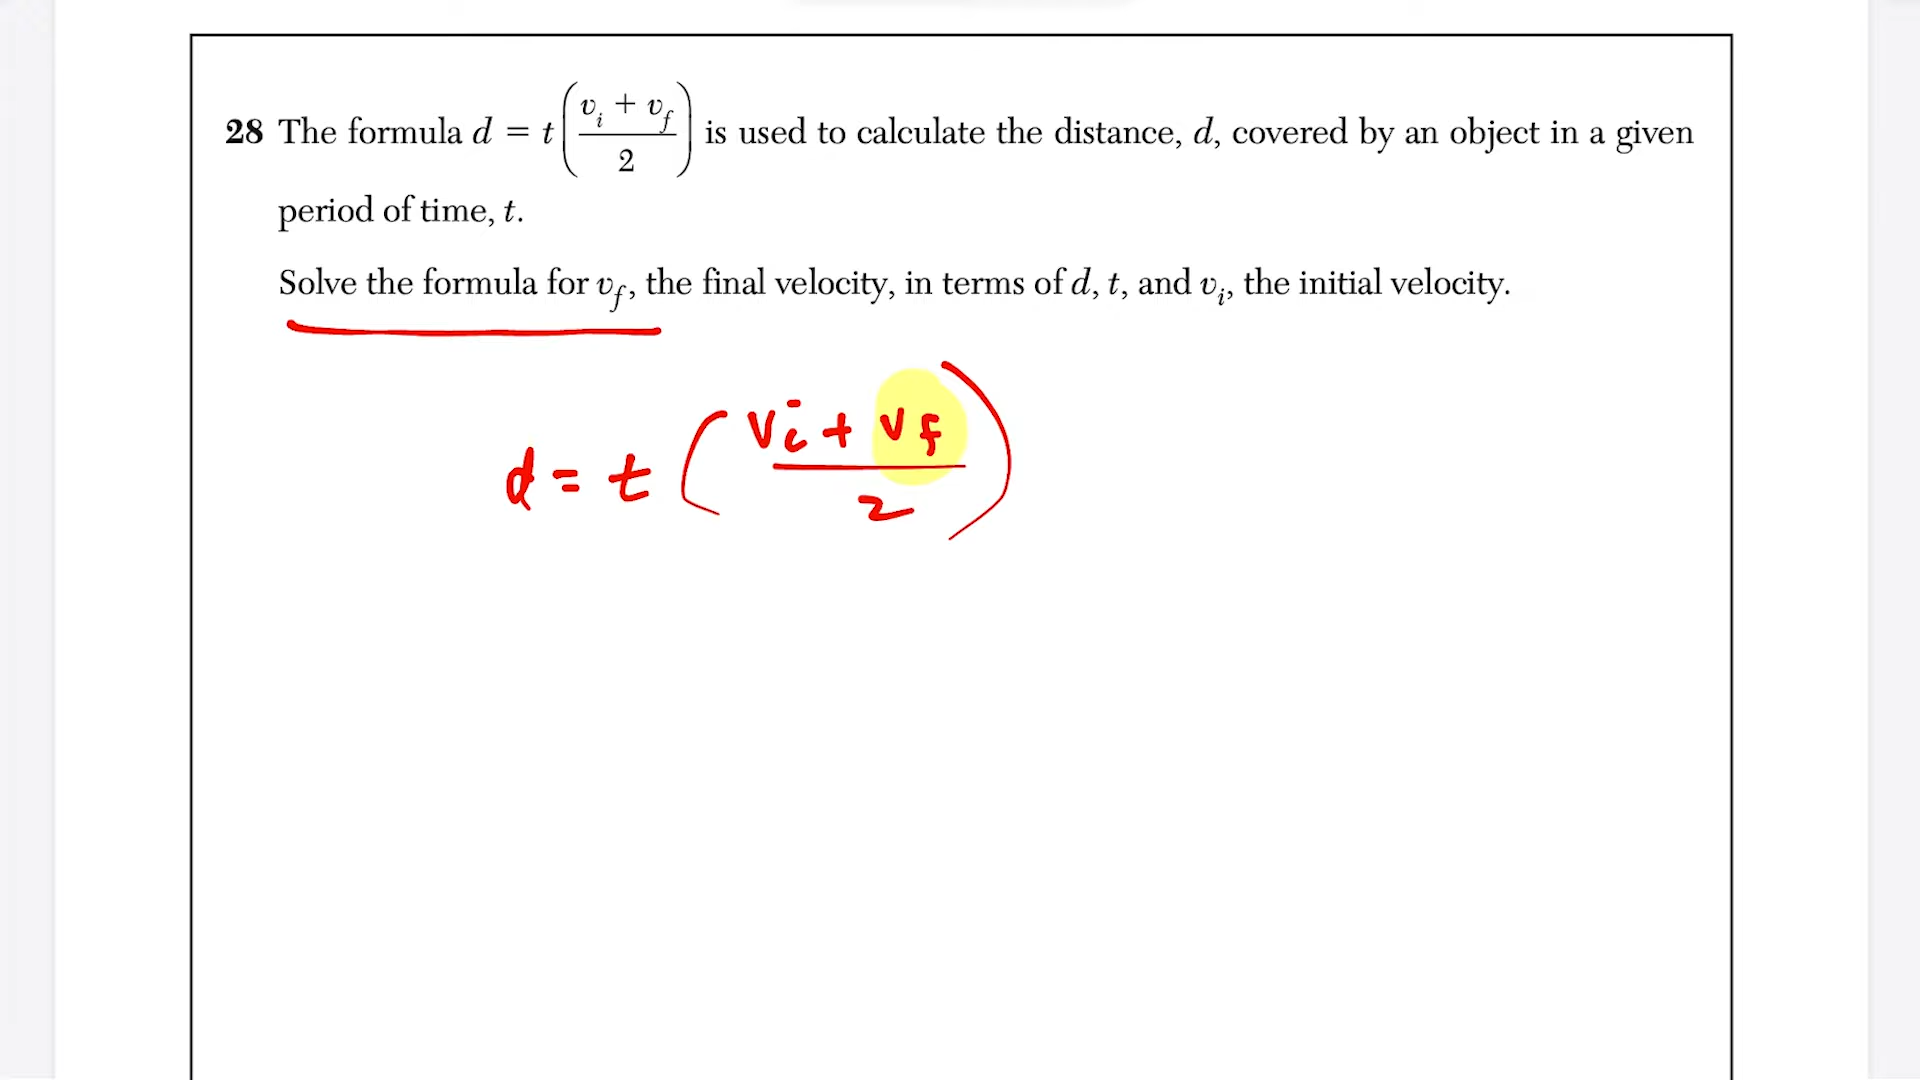 28 The formula d = t((v_i + v_f)/2) is used to calculate the distance, d, covered by an object in a given
period of time, t.
Solve the formula for v_f, the final velocity, in terms of d, t, and v_i, the initial velocity.
d = t((v_i + v_f)/2)